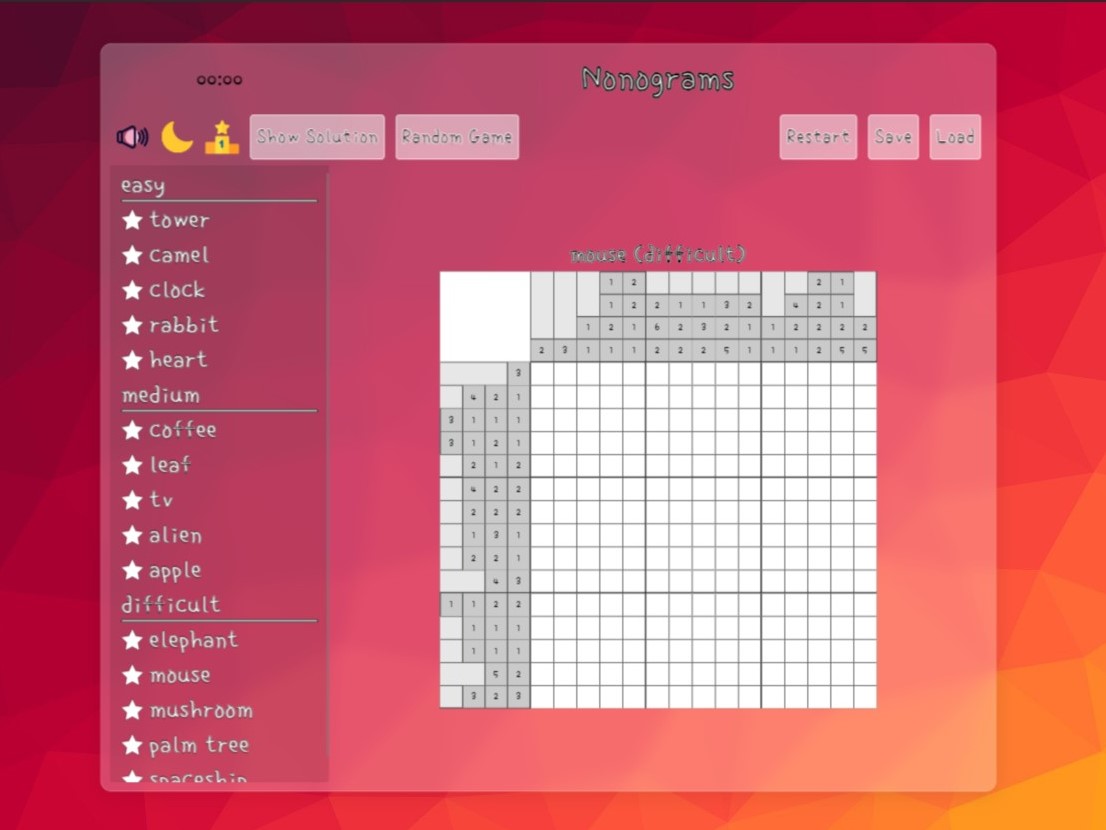 00:00
Nonograms
Show Solution
Random Game
Restart
Save
Load
easy
tower
camel
clock
rabbit
heart
medium
coffee
leaf
tv
alien
apple
difficult
elephant
mouse
mushroom
palm tree
spaceship
mouse (difficult)
1 2 2 1
1 2 2 1 1 3 2 4 2 1
1 2 1 6 2 3 2 1 1 2 2 2 2
2 3 1 1 1 2 2 2 5 1 1 1 2 5 5
3
4 2 1
3 1 1 1
3 1 2 1
2 1 2
4 2 2
2 2 2
1 3 1
2 2 1
4 3
1 1 2 2
1 1 1
1 1 1
5 2
3 2 3